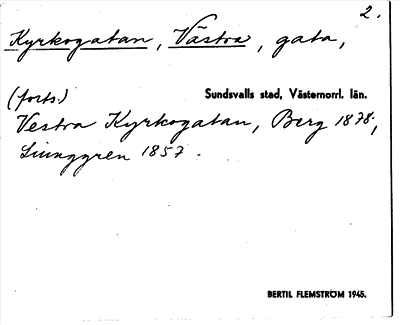 2.
Kyrkogatan, Västra, gata,
(forts.)
Sundsvalls stad, Västernorrl. län.
Vestra Kyrkogatan, Berg 1878;
Ljunggren 1857.
BERTIL FLEMSTRÖM 1945.